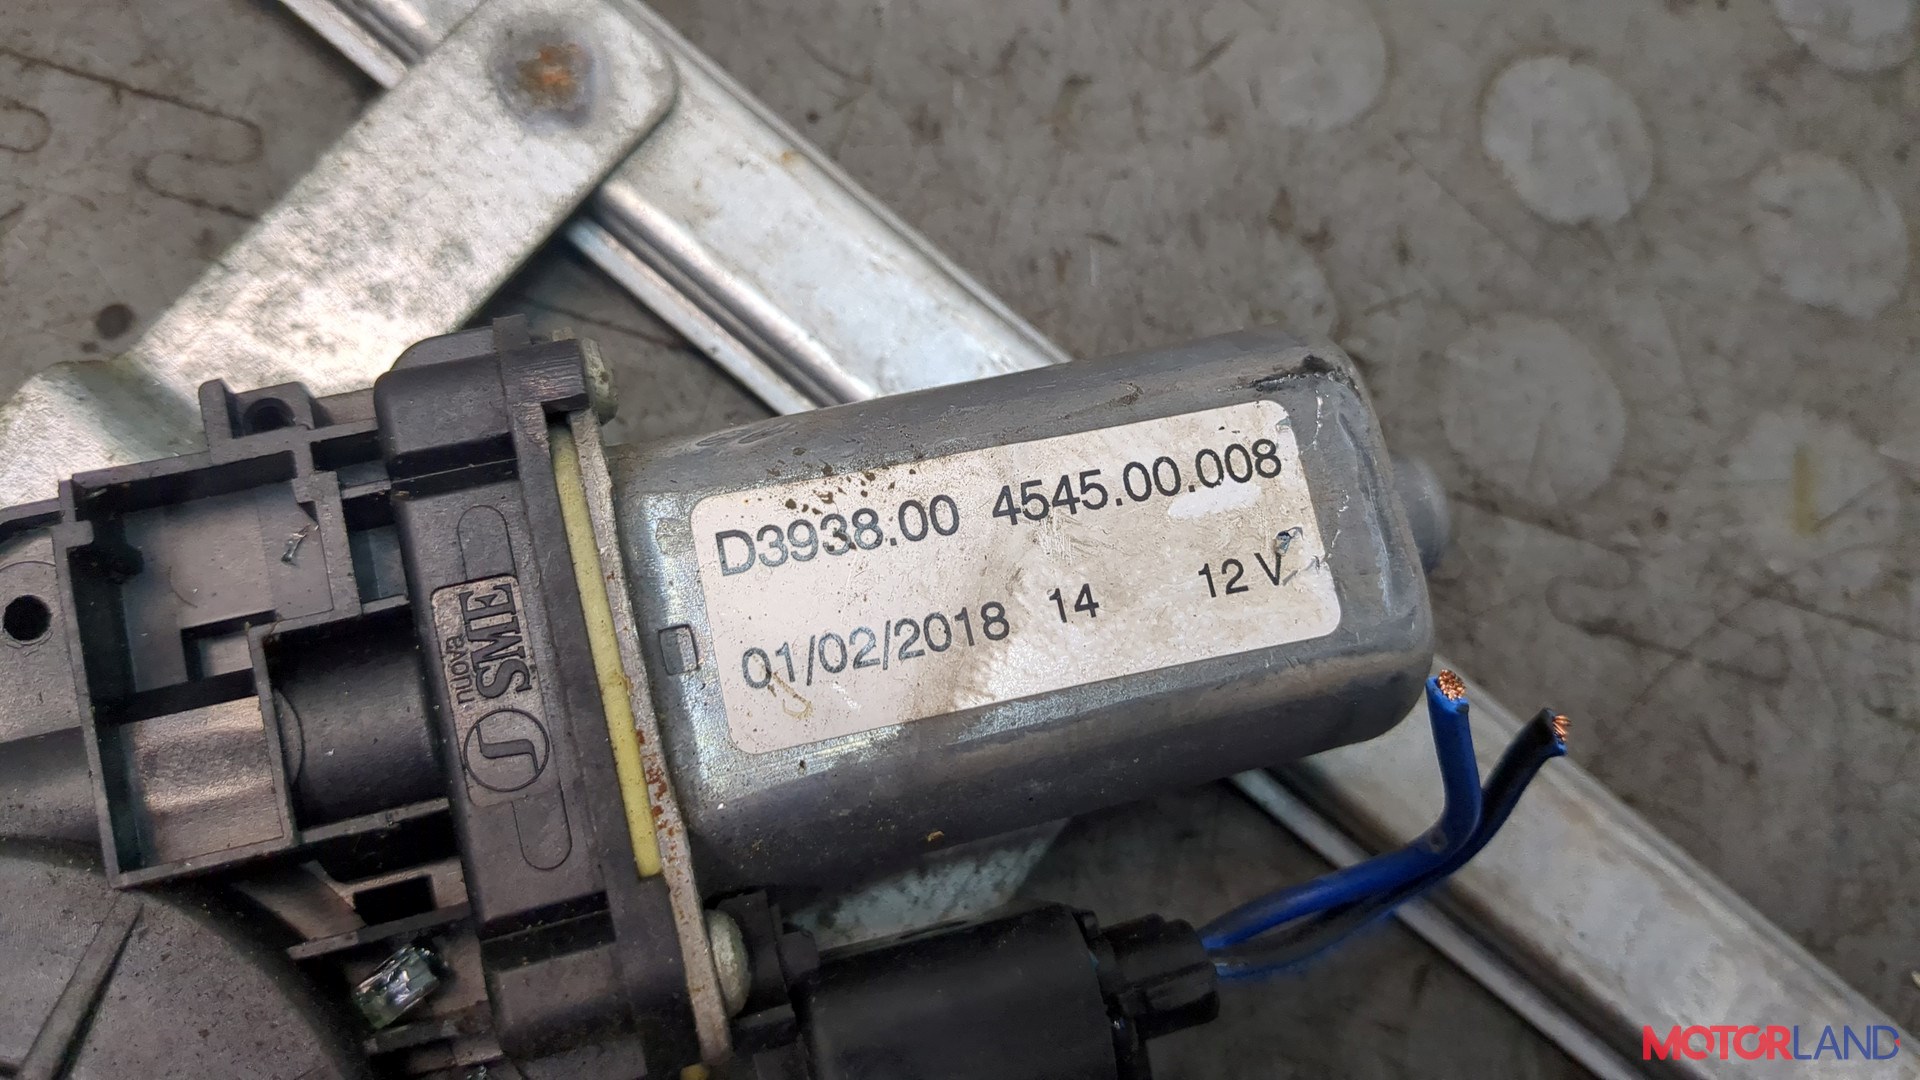 D3938.00 4545.00.008
01/02/2018 14 12 V
nuova
SME
MOTORLAND